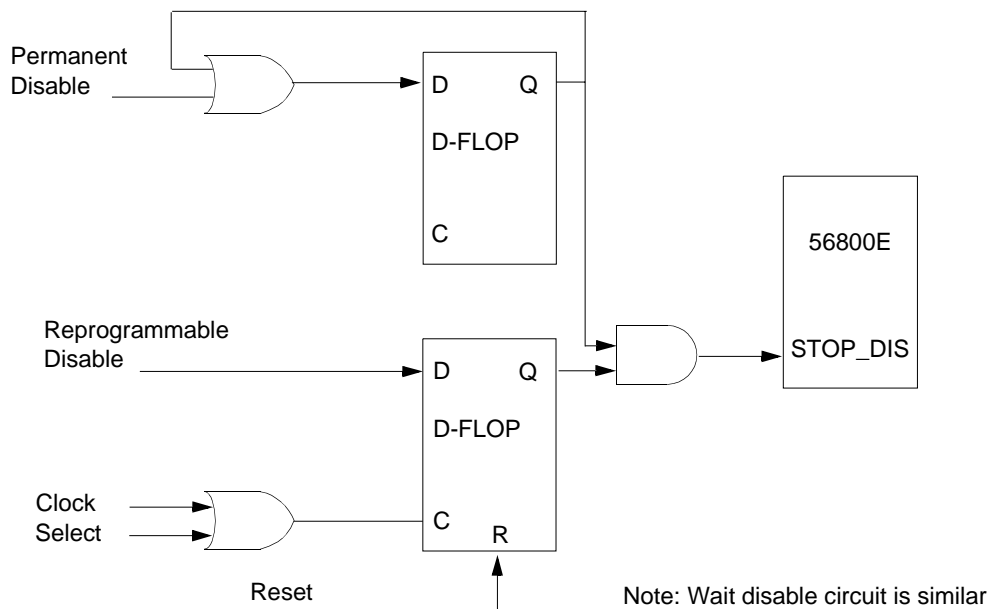 Permanent
Disable
D Q
D-FLOP
C
56800E
STOP_DIS
Reprogrammable
Disable
D Q
D-FLOP
Clock
Select
C
R
Reset
Note: Wait disable circuit is similar